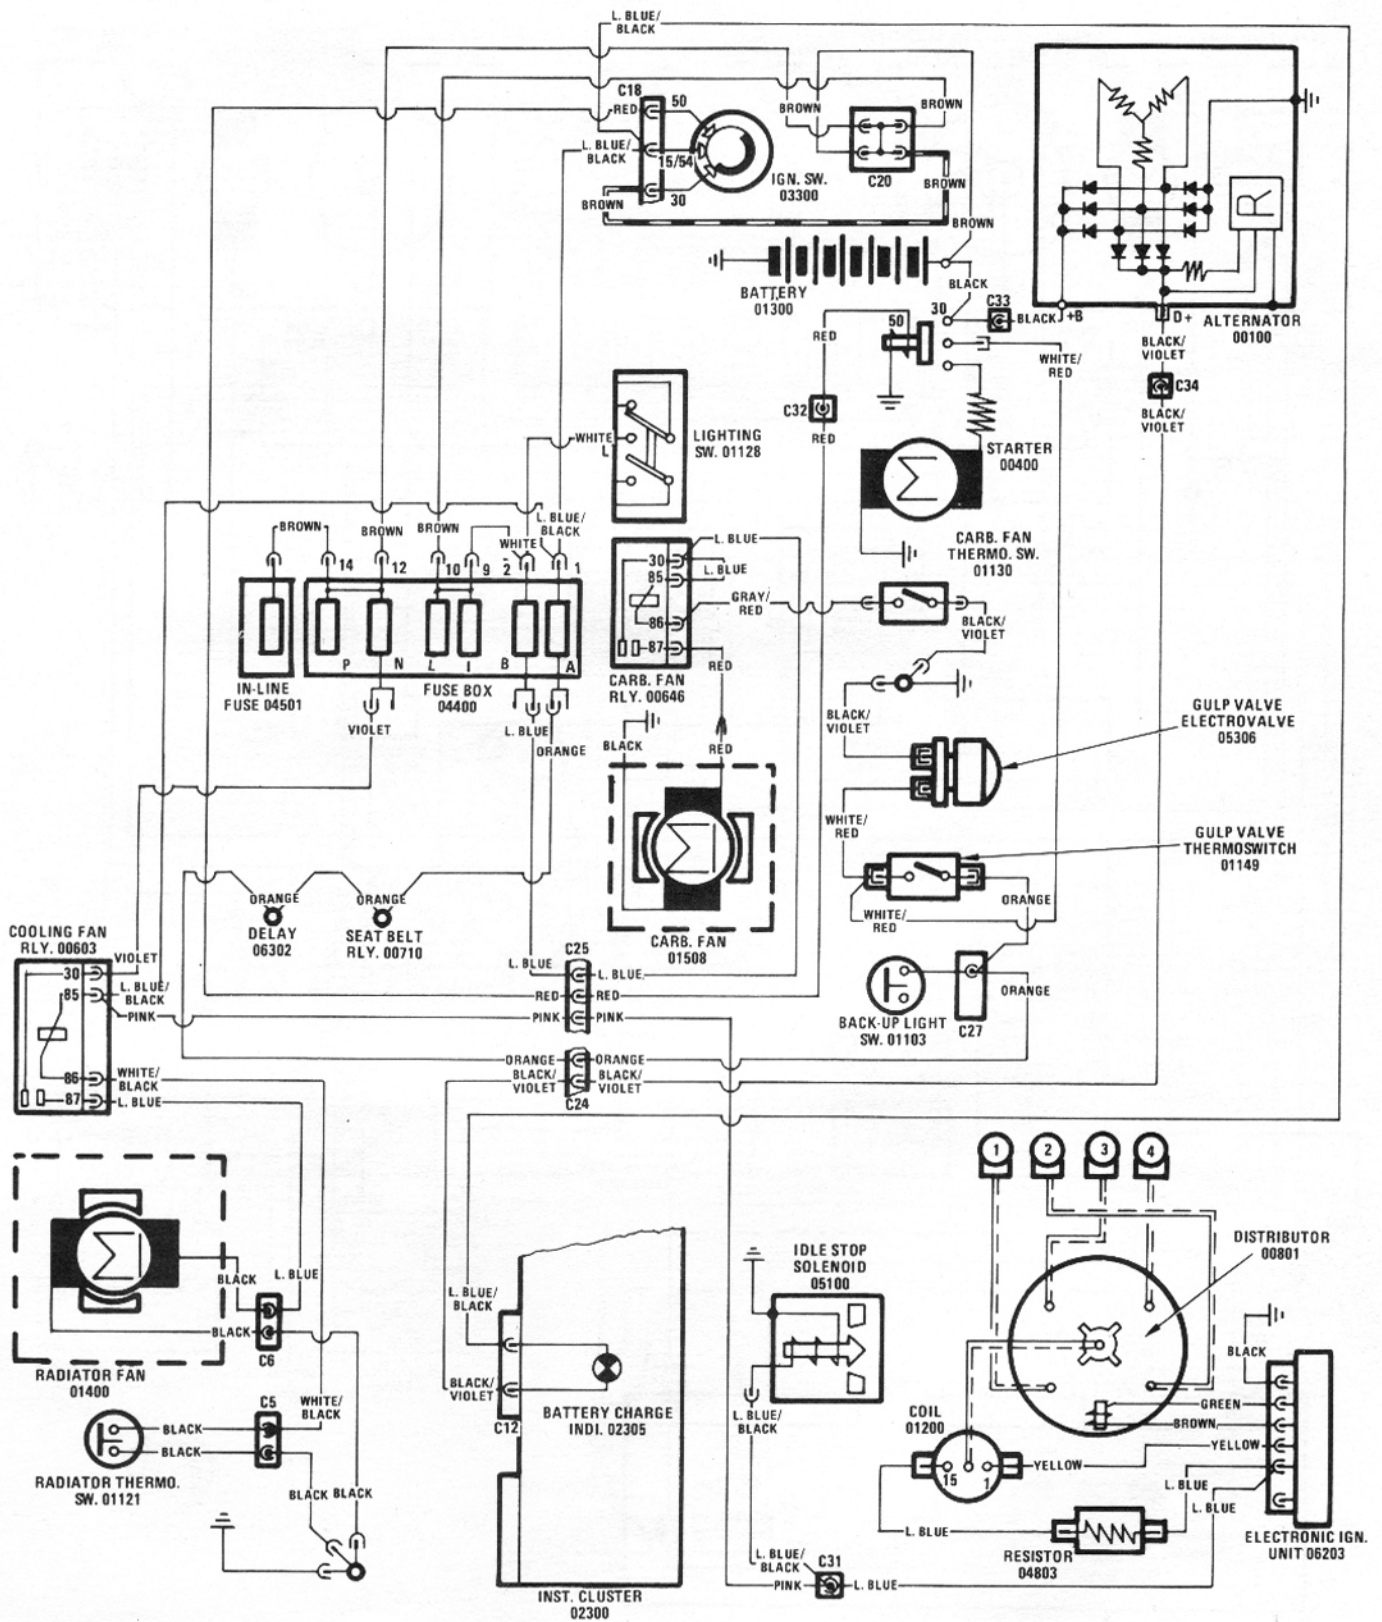 L. BLUE/
BLACK
C18
RED
50
L. BLUE/
BLACK
15/54
30
BROWN
IGN. SW.
03300
BROWN
BROWN
C20
BROWN
BROWN
BATTERY
01300
BLACK
30
C33
BLACK
+B
D+
R
ALTERNATOR
00100
50
RED
WHITE/
RED
BLACK/
VIOLET
C34
BLACK/
VIOLET
C32
RED
WHITE
L
LIGHTING
SW. 01128
STARTER
00400
CARB. FAN
THERMO. SW.
01130
BROWN
BROWN
BROWN
WHITE
L. BLUE/
BLACK
14
12
10
9
2
1
P
N
L
I
B
A
IN-LINE
FUSE 04501
FUSE BOX
04400
VIOLET
L. BLUE
ORANGE
30
85
86
87
L. BLUE
L. BLUE
GRAY/
RED
RED
CARB. FAN
RLY. 00646
BLACK/
VIOLET
BLACK
RED
BLACK/
VIOLET
GULP VALVE
ELECTROVALVE
05306
WHITE/
RED
GULP VALVE
THERMOSWITCH
01149
ORANGE
WHITE/
RED
CARB. FAN
01508
ORANGE
DELAY
06302
ORANGE
SEAT BELT
RLY. 00710
COOLING FAN
RLY. 00603
VIOLET
30
85
L. BLUE/
BLACK
PINK
86
WHITE/
BLACK
87
L. BLUE
C25
L. BLUE
L. BLUE
RED
RED
PINK
PINK
ORANGE
ORANGE
BLACK/
VIOLET
BLACK/
VIOLET
C24
BACK-UP LIGHT
SW. 01103
C27
ORANGE
1
2
3
4
DISTRIBUTOR
00801
BLACK
L. BLUE
BLACK
C6
RADIATOR FAN
01400
BLACK
BLACK
C5
WHITE/
BLACK
RADIATOR THERMO.
SW. 01121
BLACK
BLACK
L. BLUE/
BLACK
BLACK/
VIOLET
C12
BATTERY CHARGE
INDI. 02305
INST. CLUSTER
02300
IDLE STOP
SOLENOID
05100
L. BLUE/
BLACK
L. BLUE/
BLACK
PINK
C31
L. BLUE
COIL
01200
15
1
YELLOW
L. BLUE
RESISTOR
04803
BLACK
GREEN
BROWN
YELLOW
L. BLUE
L. BLUE
ELECTRONIC IGN.
UNIT 06203